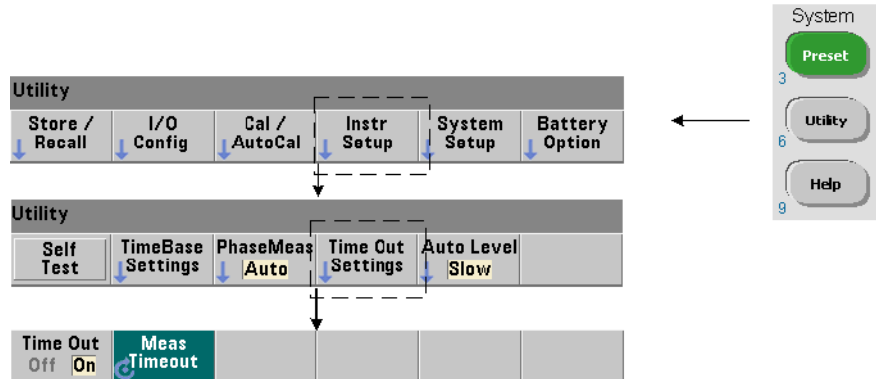 System
Preset
3
Utility
6
Help
9
Utility
Store /
Recall
I/O
Config
Cal /
AutoCal
Instr
Setup
System
Setup
Battery
Option
Utility
Self
Test
TimeBase
Settings
PhaseMeas
Auto
Time Out
Settings
Auto Level
Slow
Time Out
Off On
Meas
Timeout